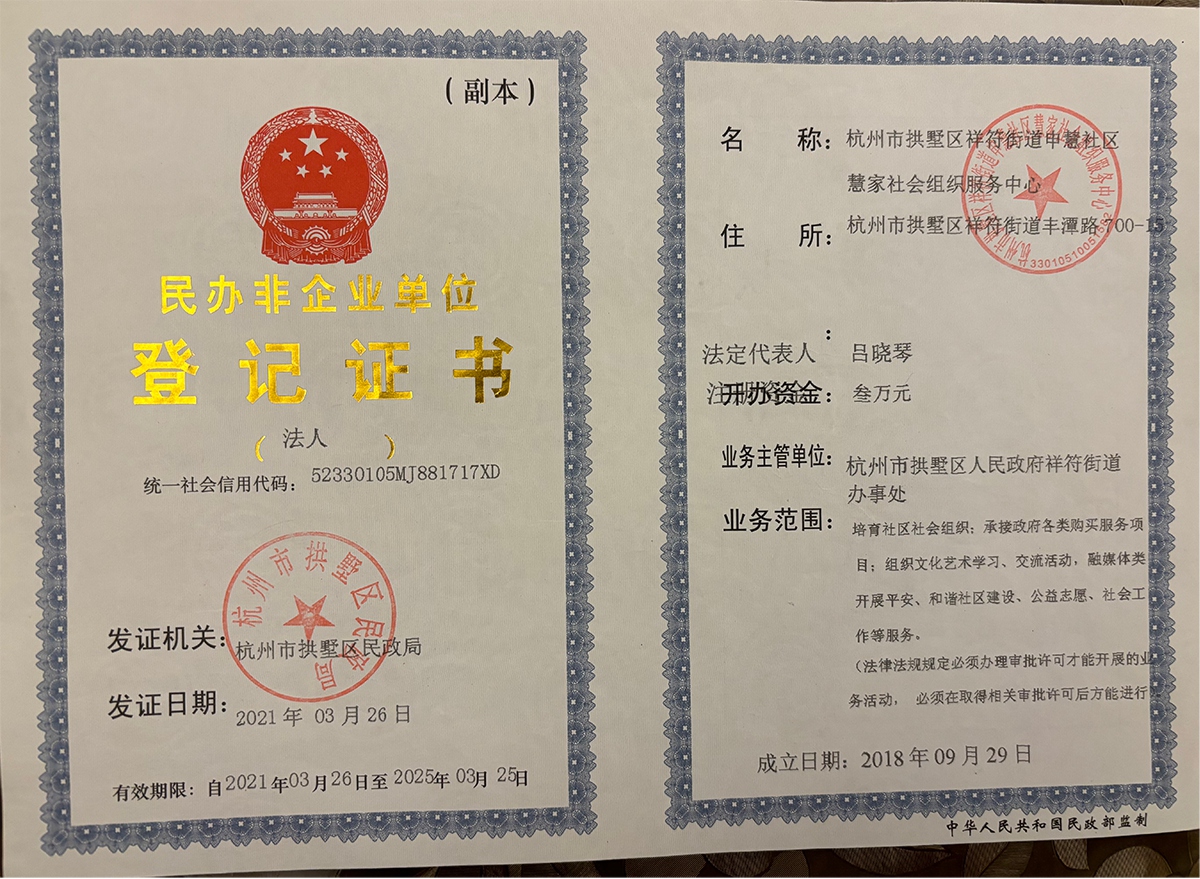 (副本)
民办非企业单位
登记证书
(法人)
统一社会信用代码: 52330105MJ881717XD
杭州市拱墅区民政局
发证机关: 杭州市拱墅区民政局
发证日期: 2021年 03月26日
有效期限: 自2021年03月26日至2025年 03月 25日
名 称: 杭州市拱墅区祥符街道申慧社区
慧家社会组织服务中心
住 所: 杭州市拱墅区祥符街道丰潭路700-15
法定代表人: 吕晓琴
开办资金: 叁万元
业务主管单位: 杭州市拱墅区人民政府祥符街道
办事处
业务范围: 培育社区社会组织; 承接政府各类购买服务项
目; 组织文化艺术学习、交流活动, 融媒体类
开展平安、和谐社区建设、公益志愿、社会工
作等服务。
(法律法规规定必须办理审批许可才能开展的业
务活动, 必须在取得相关审批许可后方能进行
成立日期: 2018年09月29日
中华人民共和国民政部监制